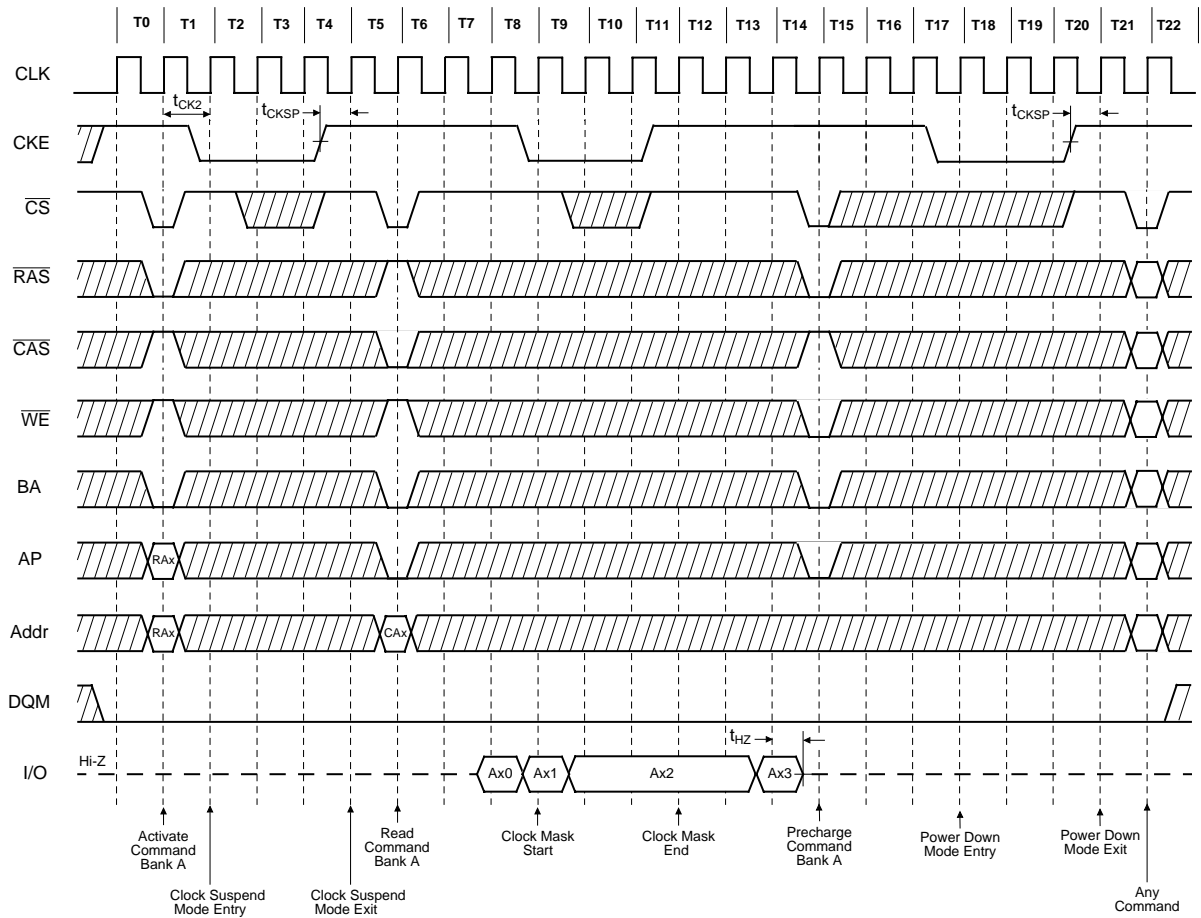 T0 T1 T2 T3 T4 T5 T6 T7 T8 T9 T10 T11 T12 T13 T14 T15 T16 T17 T18 T19 T20 T21 T22
CLK
tCK2
tCKSP
tCKSP
CKE
CS
RAS
CAS
WE
BA
AP
RAx
Addr
RAx
CAx
DQM
tHZ
Hi-Z
I/O
Ax0
Ax1
Ax2
Ax3
Activate
Command
Bank A
Clock Suspend
Mode Entry
Clock Suspend
Mode Exit
Read
Command
Bank A
Clock Mask
Start
Clock Mask
End
Precharge
Command
Bank A
Power Down
Mode Entry
Power Down
Mode Exit
Any
Command